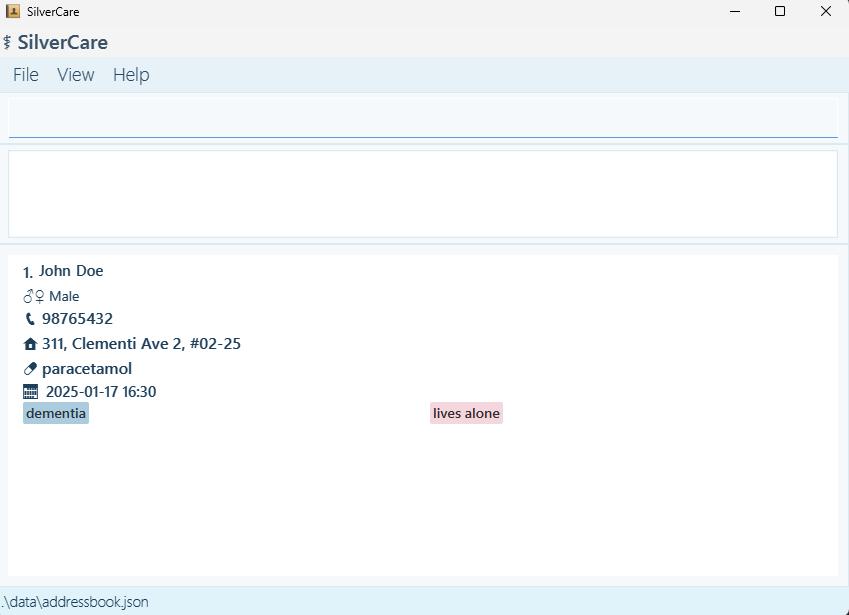 SilverCare
SilverCare
File View Help
1. John Doe
Male
98765432
311, Clementi Ave 2, #02-25
paracetamol
2025-01-17 16:30
dementia lives alone
.\data\addressbook.json